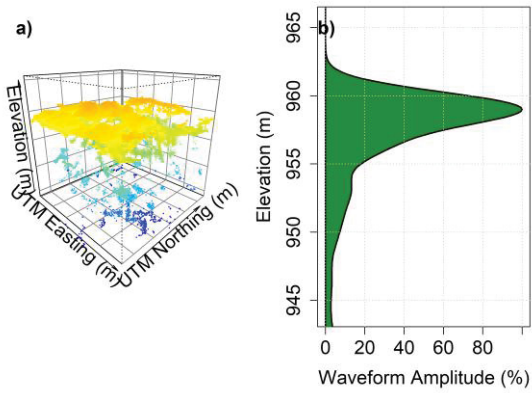 a)
Elevation (m)
UTM Easting (m)
UTM Northing (m)
b)
Elevation (m)
965
960
955
950
945
0 20 40 60 80
Waveform Amplitude (%)